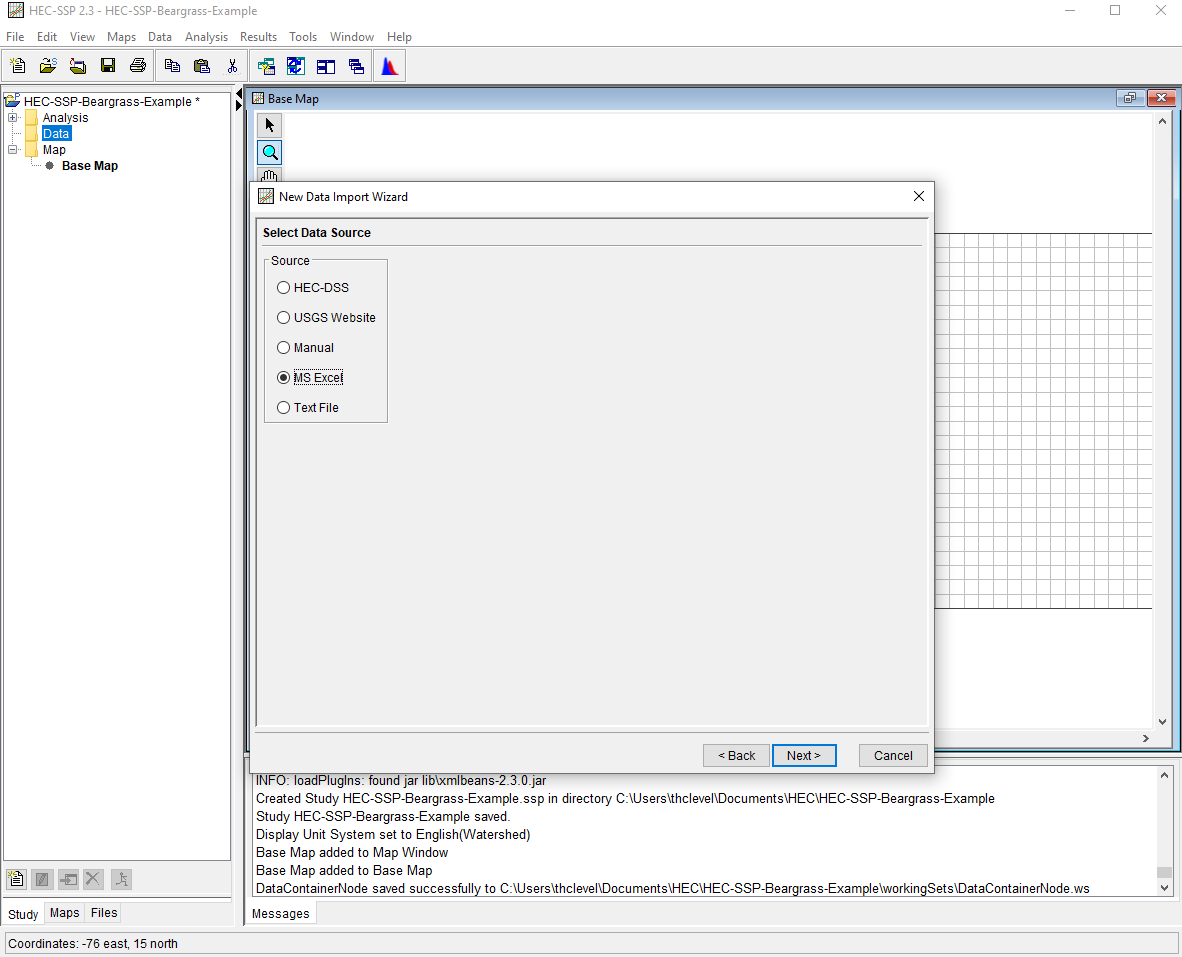 HEC-SSP 2.3 - HEC-SSP-Beargrass-Example
File Edit View Maps Data Analysis Results Tools Window Help
HEC-SSP-Beargrass-Example *
Analysis
Data
Map
Base Map
Base Map
New Data Import Wizard
Select Data Source
Source
HEC-DSS
USGS Website
Manual
MS Excel
Text File
< Back Next > Cancel
INFO: loadPlugIns: found jar lib\xmlbeans-2.3.0.jar
Created Study HEC-SSP-Beargrass-Example.ssp in directory C:\Users\thclevel\Documents\HEC\HEC-SSP-Beargrass-Example
Study HEC-SSP-Beargrass-Example saved.
Display Unit System set to English(Watershed)
Base Map added to Map Window
Base Map added to Base Map
DataContainerNode saved successfully to C:\Users\thclevel\Documents\HEC\HEC-SSP-Beargrass-Example\workingSets\DataContainerNode.ws
Study Maps Files
Messages
Coordinates: -76 east, 15 north